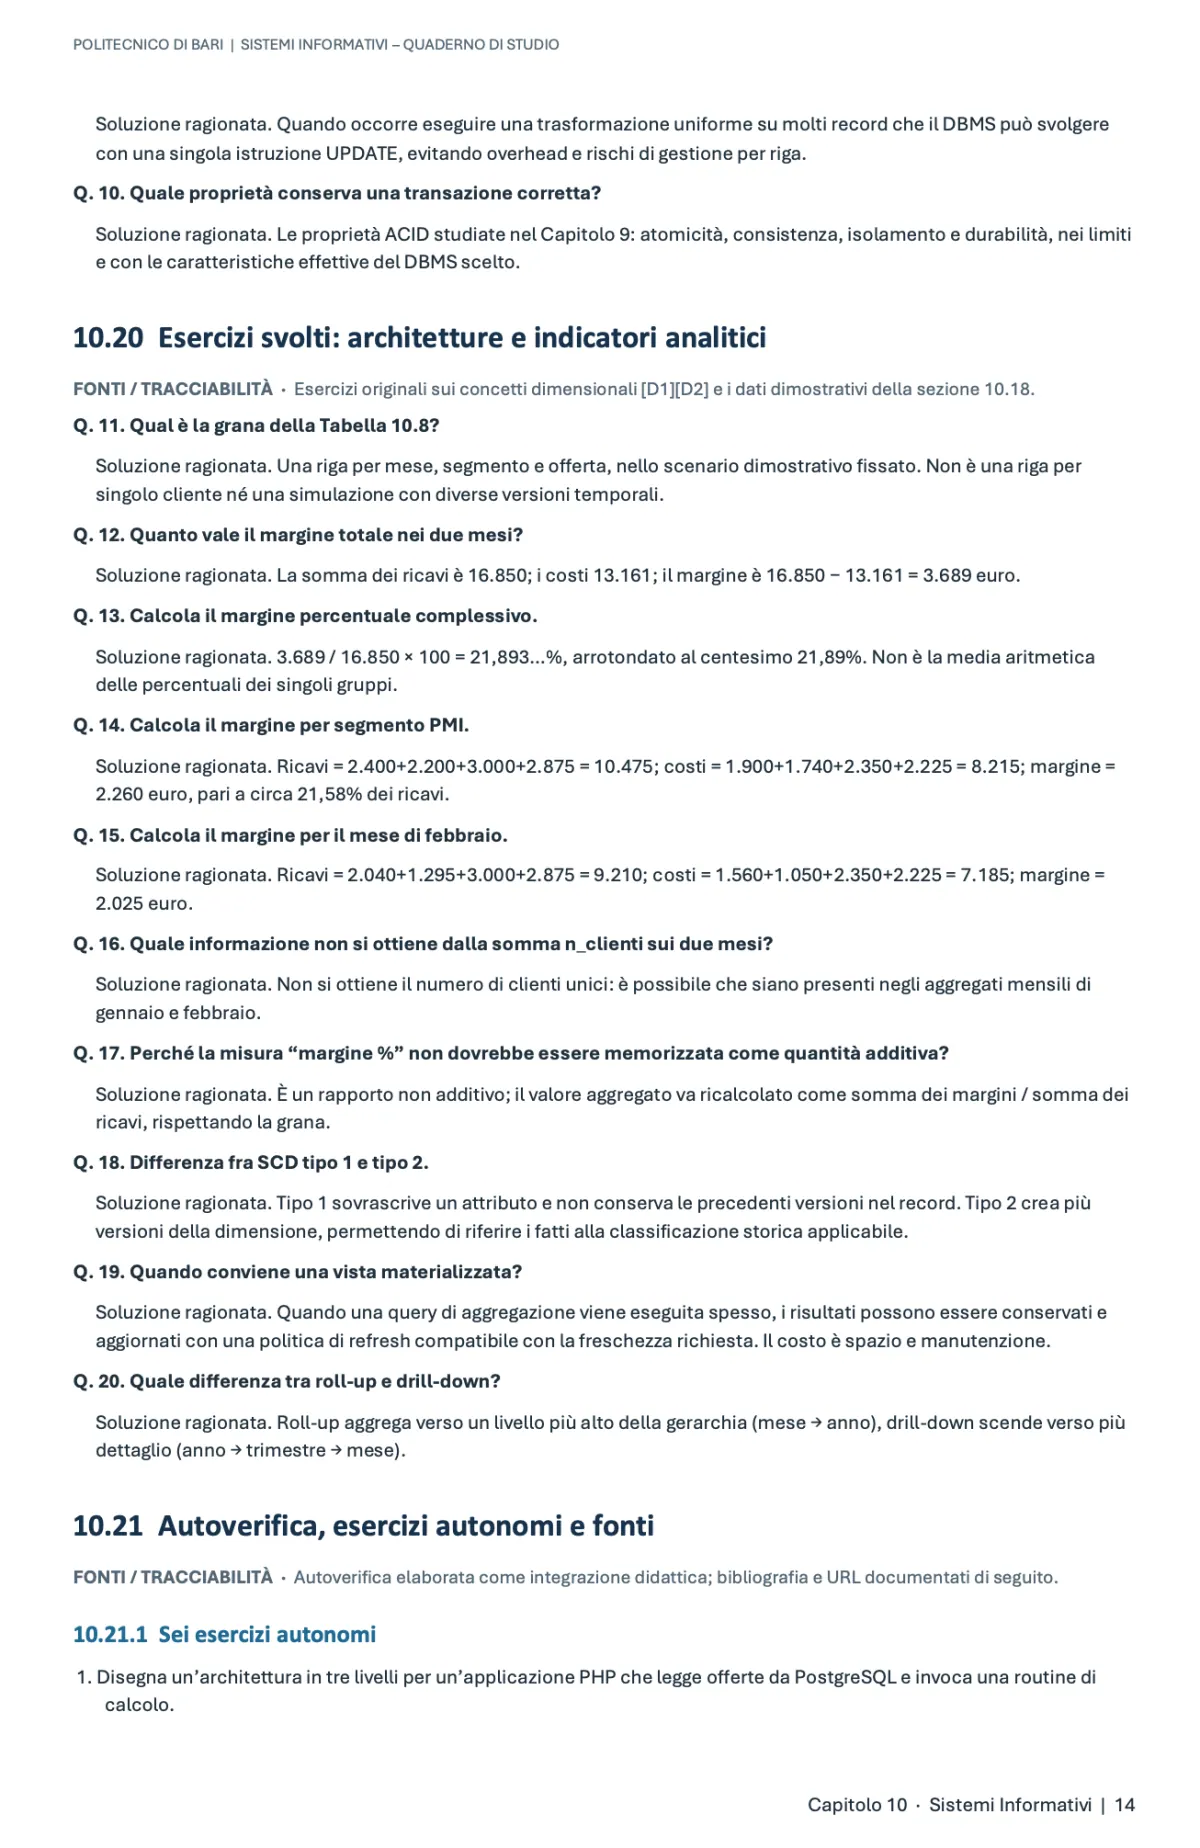 POLITECNICO DI BARI | SISTEMI INFORMATIVI – QUADERNO DI STUDIO
Soluzione ragionata. Quando occorre eseguire una trasformazione uniforme su molti record che il DBMS può svolgere
con una singola istruzione UPDATE, evitando overhead e rischi di gestione per riga.
Q. 10. Quale proprietà conserva una transazione corretta?
Soluzione ragionata. Le proprietà ACID studiate nel Capitolo 9: atomicità, consistenza, isolamento e durabilità, nei limiti
e con le caratteristiche effettive del DBMS scelto.
10.20 Esercizi svolti: architetture e indicatori analitici
FONTI / TRACCIABILITÀ · Esercizi originali sui concetti dimensionali [D1][D2] e i dati dimostrativi della sezione 10.18.
Q. 11. Qual è la grana della Tabella 10.8?
Soluzione ragionata. Una riga per mese, segmento e offerta, nello scenario dimostrativo fissato. Non è una riga per
singolo cliente né una simulazione con diverse versioni temporali.
Q. 12. Quanto vale il margine totale nei due mesi?
Soluzione ragionata. La somma dei ricavi è 16.850; i costi 13.161; il margine è 16.850 − 13.161 = 3.689 euro.
Q. 13. Calcola il margine percentuale complessivo.
Soluzione ragionata. 3.689 / 16.850 × 100 = 21,893...%, arrotondato al centesimo 21,89%. Non è la media aritmetica
delle percentuali dei singoli gruppi.
Q. 14. Calcola il margine per segmento PMI.
Soluzione ragionata. Ricavi = 2.400+2.200+3.000+2.875 = 10.475; costi = 1.900+1.740+2.350+2.225 = 8.215; margine =
2.260 euro, pari a circa 21,58% dei ricavi.
Q. 15. Calcola il margine per il mese di febbraio.
Soluzione ragionata. Ricavi = 2.040+1.295+3.000+2.875 = 9.210; costi = 1.560+1.050+2.350+2.225 = 7.185; margine =
2.025 euro.
Q. 16. Quale informazione non si ottiene dalla somma n_clienti sui due mesi?
Soluzione ragionata. Non si ottiene il numero di clienti unici: è possibile che siano presenti negli aggregati mensili di
gennaio e febbraio.
Q. 17. Perché la misura “margine %” non dovrebbe essere memorizzata come quantità additiva?
Soluzione ragionata. È un rapporto non additivo; il valore aggregato va ricalcolato come somma dei margini / somma dei
ricavi, rispettando la grana.
Q. 18. Differenza fra SCD tipo 1 e tipo 2.
Soluzione ragionata. Tipo 1 sovrascrive un attributo e non conserva le precedenti versioni nel record. Tipo 2 crea più
versioni della dimensione, permettendo di riferire i fatti alla classificazione storica applicabile.
Q. 19. Quando conviene una vista materializzata?
Soluzione ragionata. Quando una query di aggregazione viene eseguita spesso, i risultati possono essere conservati e
aggiornati con una politica di refresh compatibile con la freschezza richiesta. Il costo è spazio e manutenzione.
Q. 20. Quale differenza tra roll-up e drill-down?
Soluzione ragionata. Roll-up aggrega verso un livello più alto della gerarchia (mese → anno), drill-down scende verso più
dettaglio (anno → trimestre → mese).
10.21 Autoverifica, esercizi autonomi e fonti
FONTI / TRACCIABILITÀ · Autoverifica elaborata come integrazione didattica; bibliografia e URL documentati di seguito.
10.21.1 Sei esercizi autonomi
1. Disegna un’architettura in tre livelli per un’applicazione PHP che legge offerte da PostgreSQL e invoca una routine di
calcolo.
Capitolo 10 · Sistemi Informativi | 14